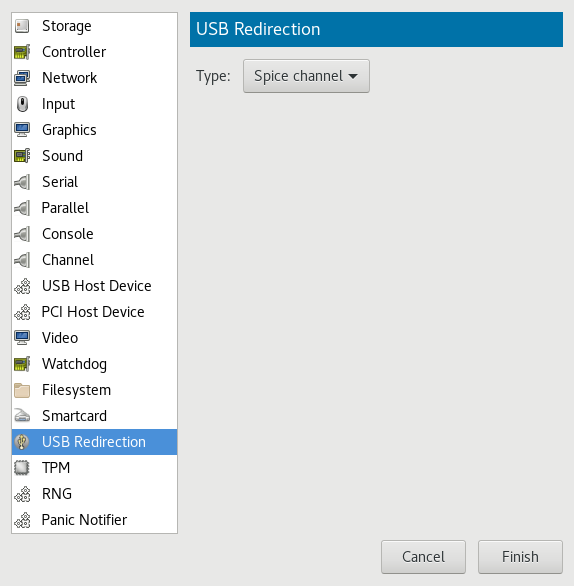 Storage
Controller
Network
Input
Graphics
Sound
Serial
Parallel
Console
Channel
USB Host Device
PCI Host Device
Video
Watchdog
Filesystem
Smartcard
USB Redirection
TPM
RNG
Panic Notifier
USB Redirection
Type: Spice channel
Cancel Finish